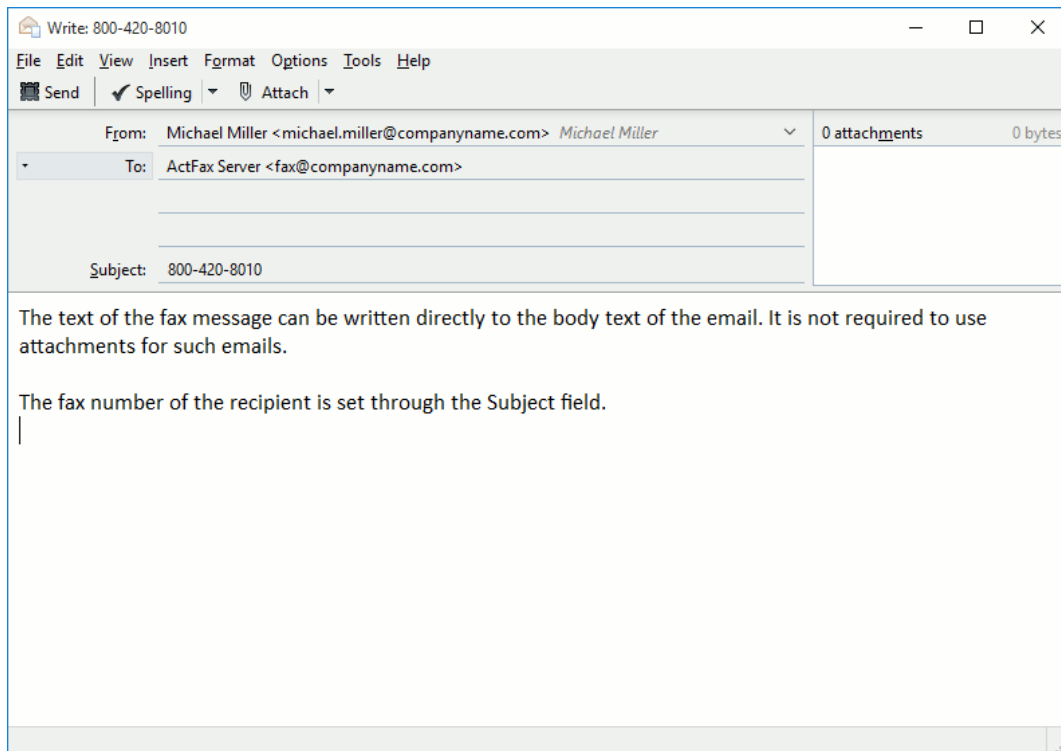 Write: 800-420-8010
File Edit View Insert Format Options Tools Help
Send Spelling Attach
From: Michael Miller <michael.miller@companyname.com> Michael Miller 0 attachments 0 bytes
To: ActFax Server <fax@companyname.com>
Subject: 800-420-8010
The text of the fax message can be written directly to the body text of the email. It is not required to use
attachments for such emails.
The fax number of the recipient is set through the Subject field.